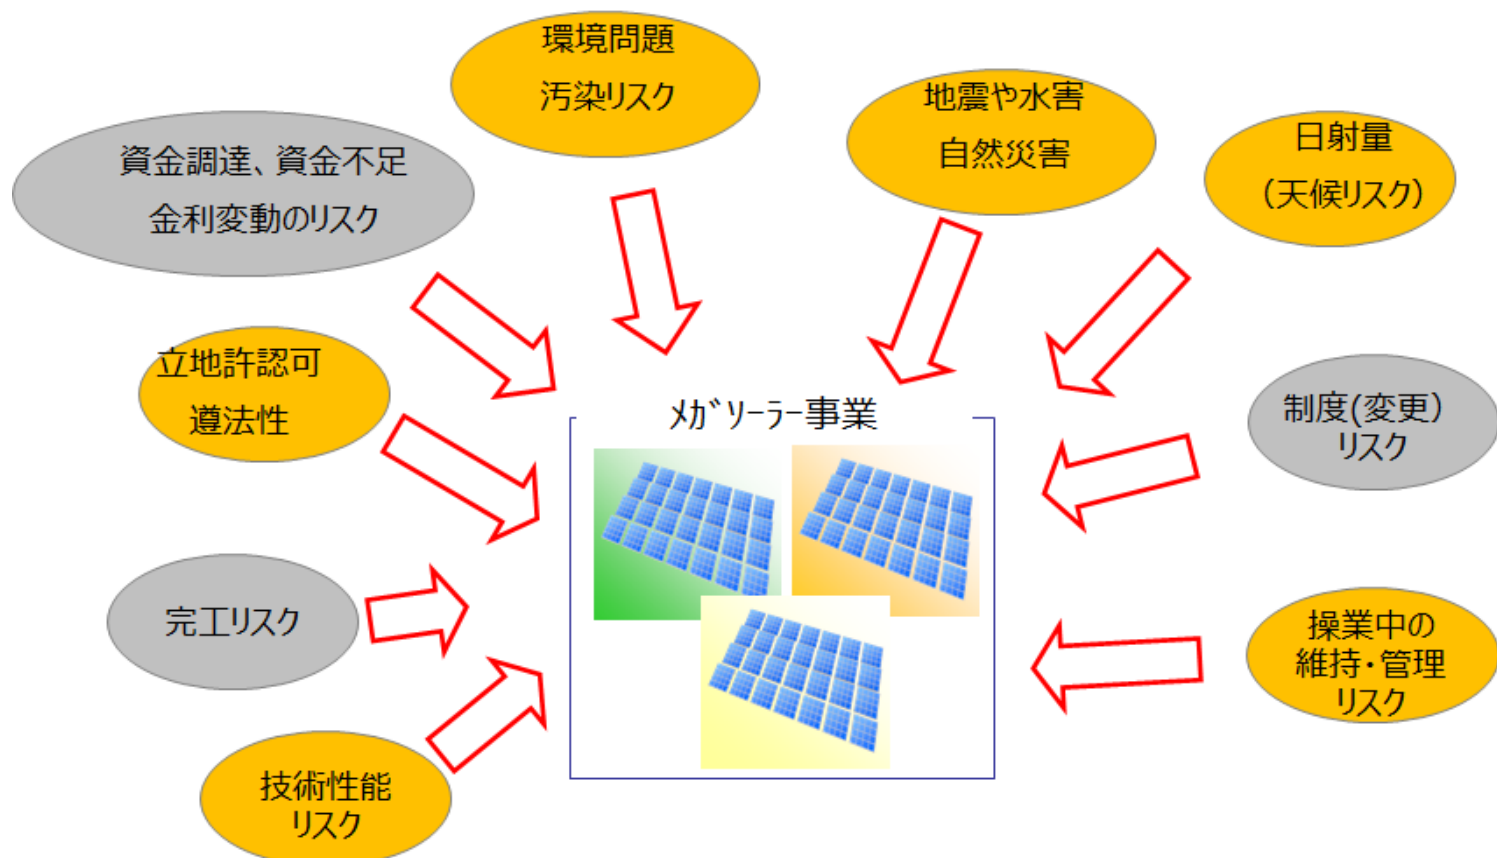 環境問題
汚染リスク
地震や水害
自然災害
日射量
（天候リスク）
資金調達、資金不足
金利変動のリスク
立地許認可
遵法性
メガソーラー事業
制度(変更）
リスク
完工リスク
操業中の
維持・管理
リスク
技術性能
リスク